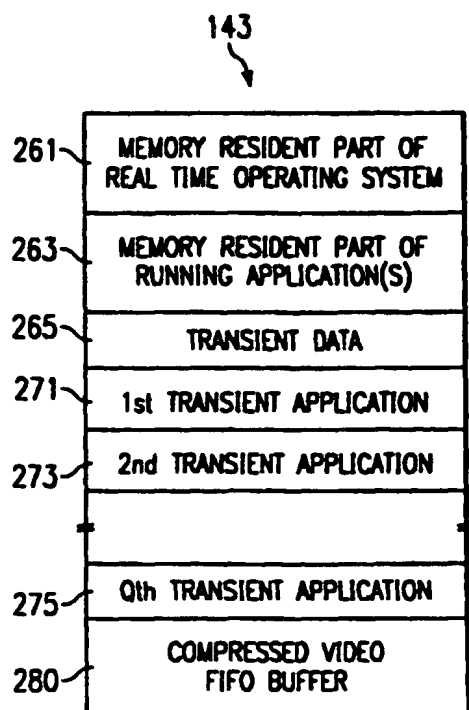 143
261
MEMORY RESIDENT PART OF
REAL TIME OPERATING SYSTEM
263
MEMORY RESIDENT PART OF
RUNNING APPLICATION(S)
265
TRANSIENT DATA
271
1st TRANSIENT APPLICATION
273
2nd TRANSIENT APPLICATION
275
Qth TRANSIENT APPLICATION
280
COMPRESSED VIDEO
FIFO BUFFER